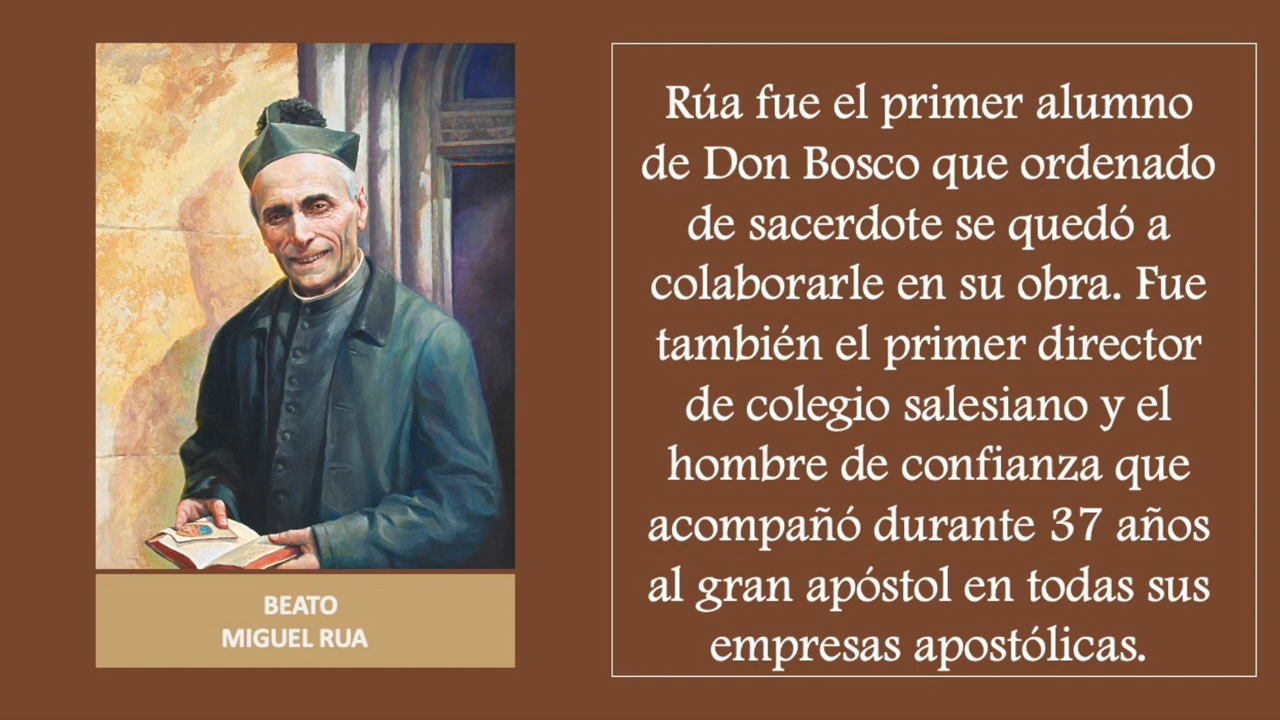 BEATO
MIGUEL RUA
Rúa fue el primer alumno
de Don Bosco que ordenado
de sacerdote se quedó a
colaborarle en su obra. Fue
también el primer director
de colegio salesiano y el
hombre de confianza que
acompañó durante 37 años
al gran apóstol en todas sus
empresas apostólicas.